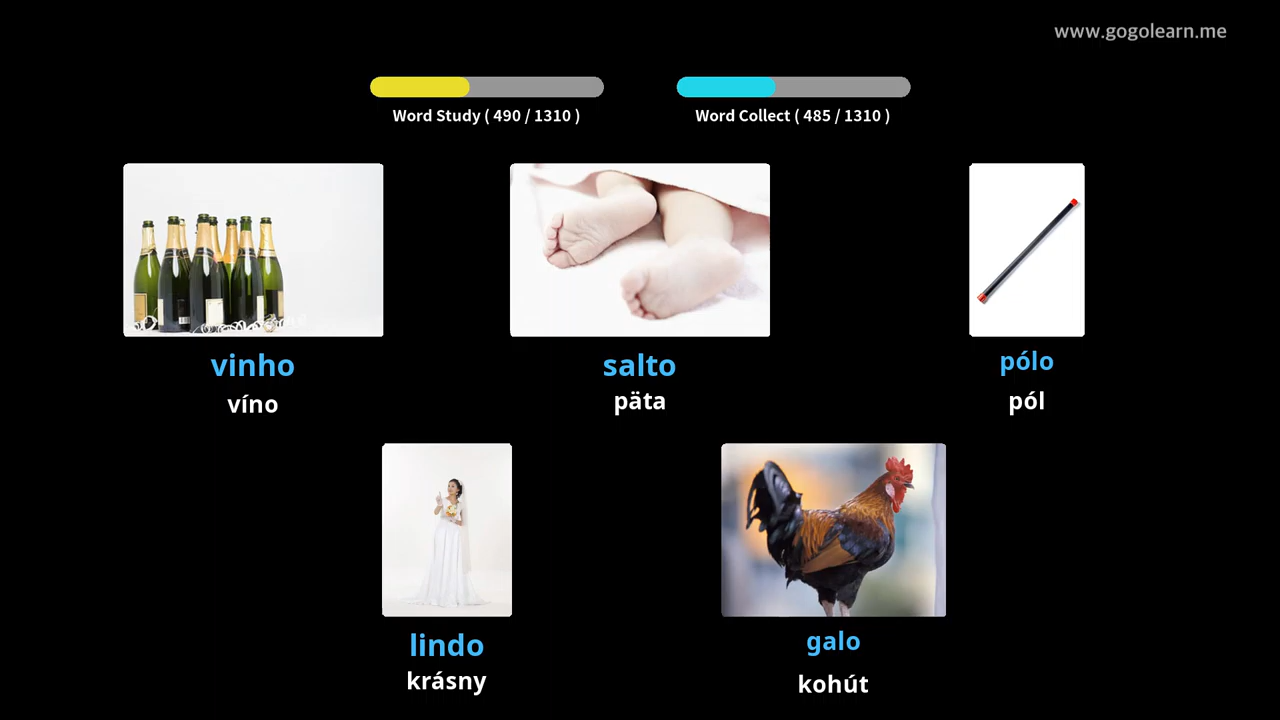 www.gogolearn.me
Word Study ( 490 / 1310 )
Word Collect ( 485 / 1310 )
vinho
víno
salto
päta
pólo
pól
lindo
krásny
galo
kohút